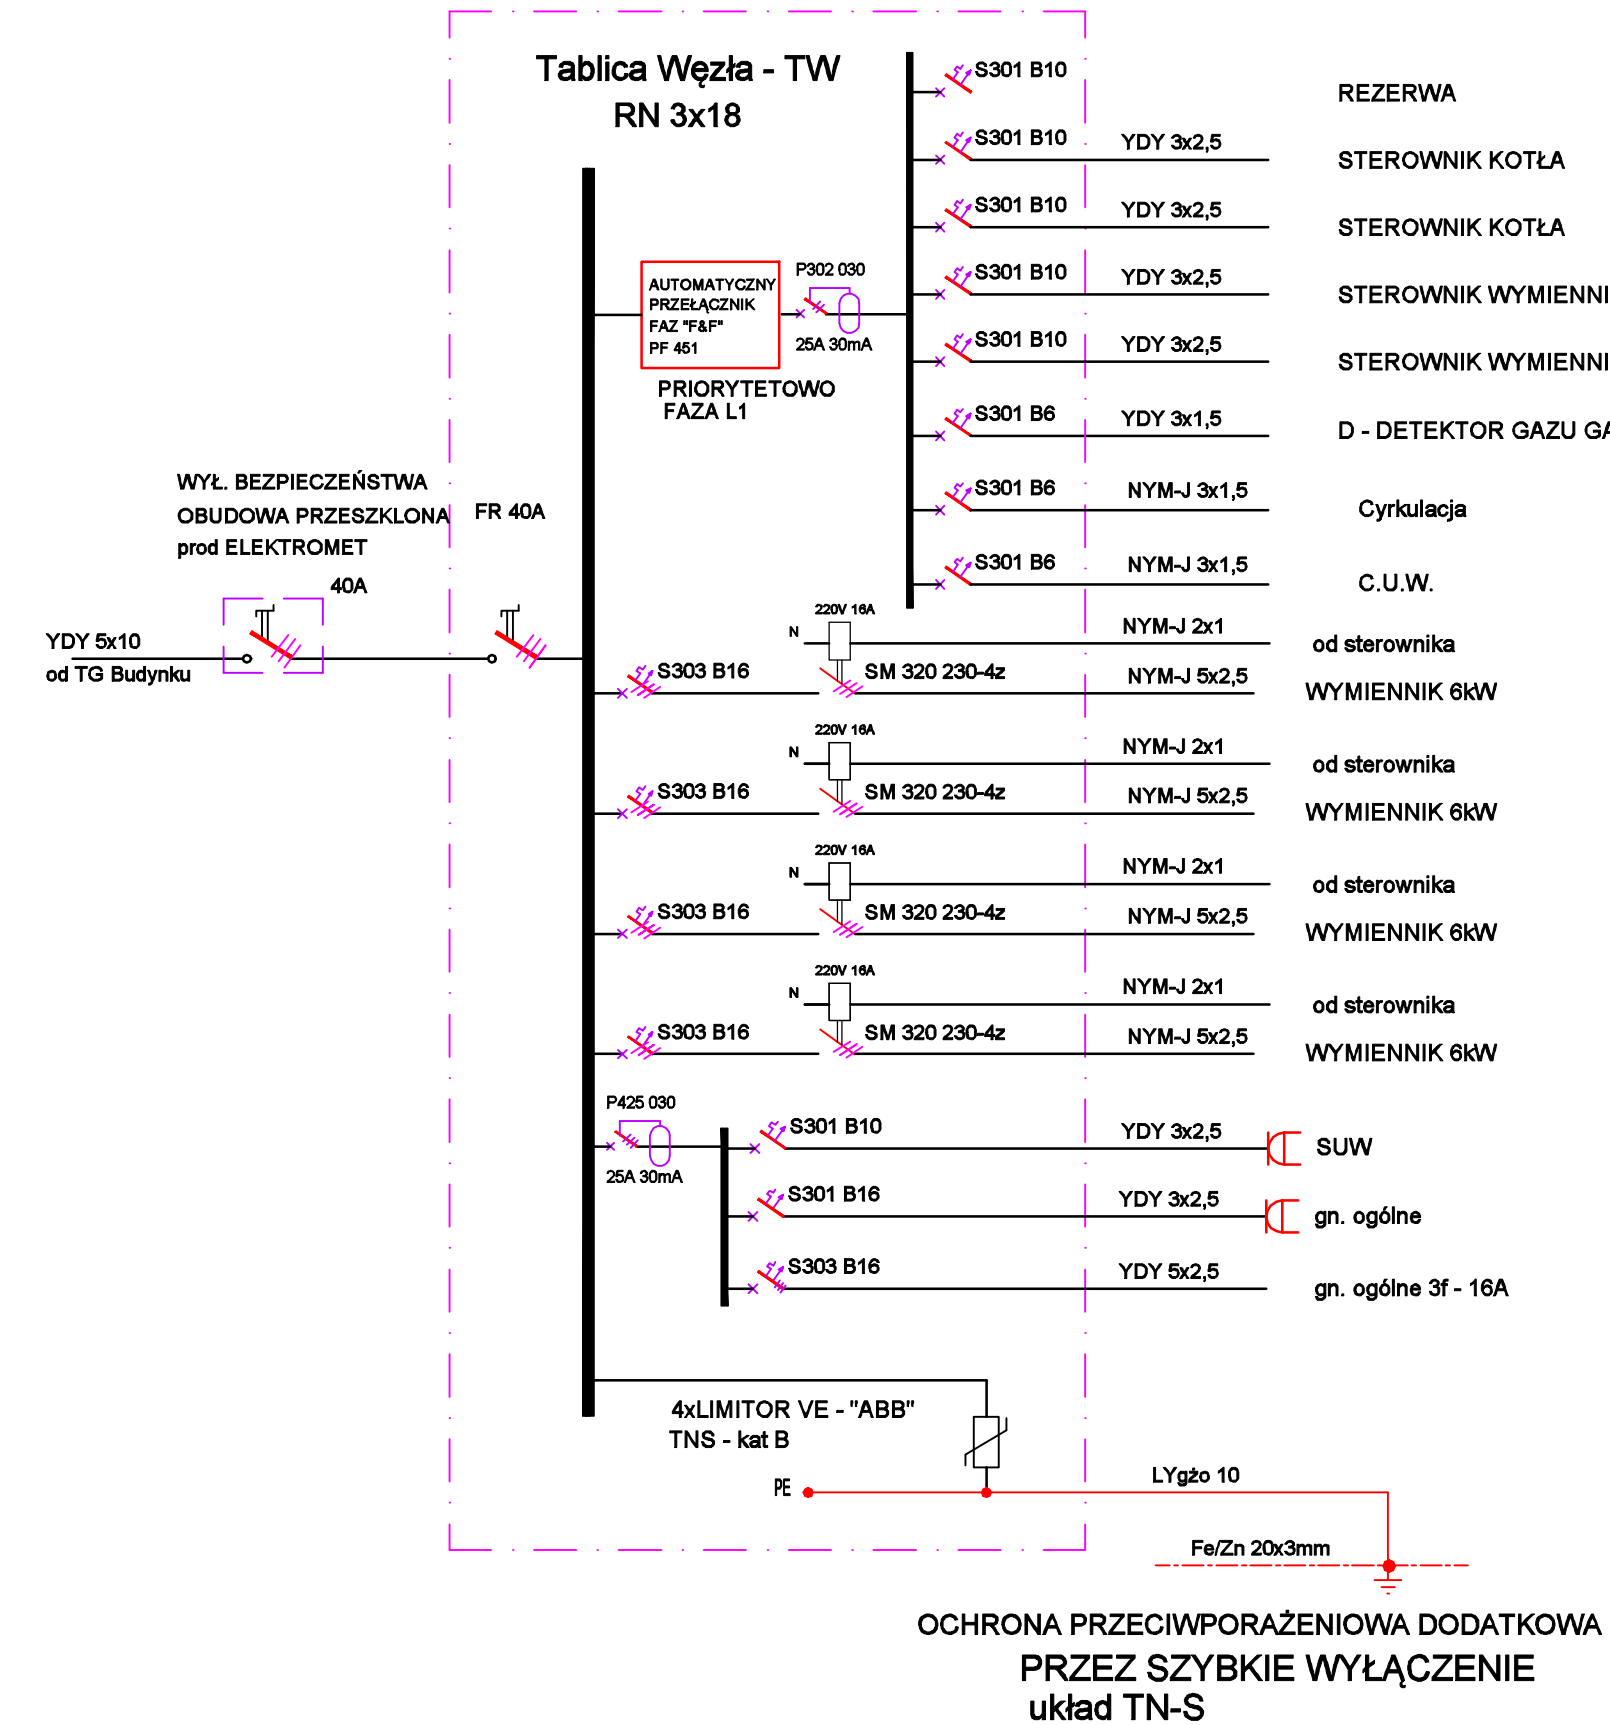 Tablica Węzła - TW
RN 3x18
S301 B10
REZERWA
S301 B10
YDY 3x2,5
STEROWNIK KOTŁA
S301 B10
YDY 3x2,5
STEROWNIK KOTŁA
S301 B10
YDY 3x2,5
STEROWNIK WYMIENNI
S301 B10
YDY 3x2,5
STEROWNIK WYMIENNI
S301 B6
YDY 3x1,5
D - DETEKTOR GAZU GA
S301 B6
NYM-J 3x1,5
Cyrkulacja
S301 B6
NYM-J 3x1,5
C.U.W.
AUTOMATYCZNY
PRZEŁĄCZNIK
FAZ "F&F"
PF 451
PRIORYTETOWO
FAZA L1
P302 030
25A 30mA
WYŁ. BEZPIECZEŃSTWA
OBUDOWA PRZESZKLONA
prod ELEKTROMET
40A
FR 40A
YDY 5x10
od TG Budynku
220V 16A
N
NYM-J 2x1
od sterownika
S303 B16
SM 320 230-4z
NYM-J 5x2,5
WYMIENNIK 6kW
220V 16A
N
NYM-J 2x1
od sterownika
S303 B16
SM 320 230-4z
NYM-J 5x2,5
WYMIENNIK 6kW
220V 16A
N
NYM-J 2x1
od sterownika
S303 B16
SM 320 230-4z
NYM-J 5x2,5
WYMIENNIK 6kW
220V 16A
N
NYM-J 2x1
od sterownika
S303 B16
SM 320 230-4z
NYM-J 5x2,5
WYMIENNIK 6kW
P425 030
25A 30mA
S301 B10
YDY 3x2,5
SUW
S301 B16
YDY 3x2,5
gn. ogólne
S303 B16
YDY 5x2,5
gn. ogólne 3f - 16A
4xLIMITOR VE - "ABB"
TNS - kat B
PE
LYgżo 10
Fe/Zn 20x3mm
OCHRONA PRZECIWPORAŻENIOWA DODATKOWA
PRZEZ SZYBKIE WYŁĄCZENIE
układ TN-S